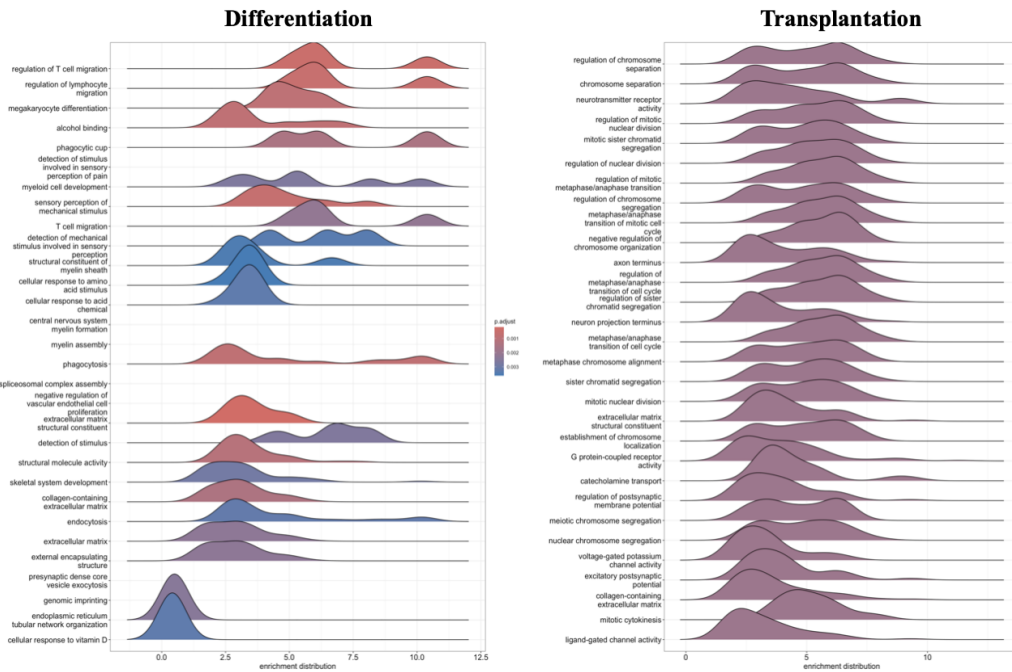 Differentiation
regulation of T cell migration
regulation of lymphocyte
migration
megakaryocyte differentiation
alcohol binding
phagocytic cup
detection of stimulus
involved in sensory
perception of pain
myeloid cell development
sensory perception of
mechanical stimulus
T cell migration
detection of mechanical
stimulus involved in sensory
perception
structural constituent of
myelin sheath
cellular response to amino
acid stimulus
cellular response to acid
chemical
central nervous system
myelin formation
myelin assembly
phagocytosis
spliceosomal complex assembly
negative regulation of
vascular endothelial cell
proliferation
extracellular matrix
structural constituent
detection of stimulus
structural molecule activity
skeletal system development
collagen-containing
extracellular matrix
endocytosis
extracellular matrix
external encapsulating
structure
presynaptic dense core
vesicle exocytosis
genomic imprinting
endoplasmic reticulum
tubular network organization
cellular response to vitamin D
0.0 2.5 5.0 7.5 10.0 12.5
enrichment distribution
p.adjust
0.001
0.002
0.003
Transplantation
regulation of chromosome
separation
chromosome separation
neurotransmitter receptor
activity
regulation of mitotic
nuclear division
mitotic sister chromatid
segregation
regulation of nuclear division
regulation of mitotic
metaphase/anaphase transition
regulation of chromosome
segregation
metaphase/anaphase
transition of mitotic cell
cycle
negative regulation of
chromosome organization
axon terminus
regulation of
metaphase/anaphase
transition of cell cycle
regulation of sister
chromatid segregation
neuron projection terminus
metaphase/anaphase
transition of cell cycle
metaphase chromosome alignment
sister chromatid segregation
mitotic nuclear division
extracellular matrix
structural constituent
establishment of chromosome
localization
G protein-coupled receptor
activity
catecholamine transport
regulation of postsynaptic
membrane potential
meiotic chromosome segregation
nuclear chromosome segregation
voltage-gated potassium
channel activity
excitatory postsynaptic
potential
collagen-containing
extracellular matrix
mitotic cytokinesis
ligand-gated channel activity
0 5 10
enrichment distribution